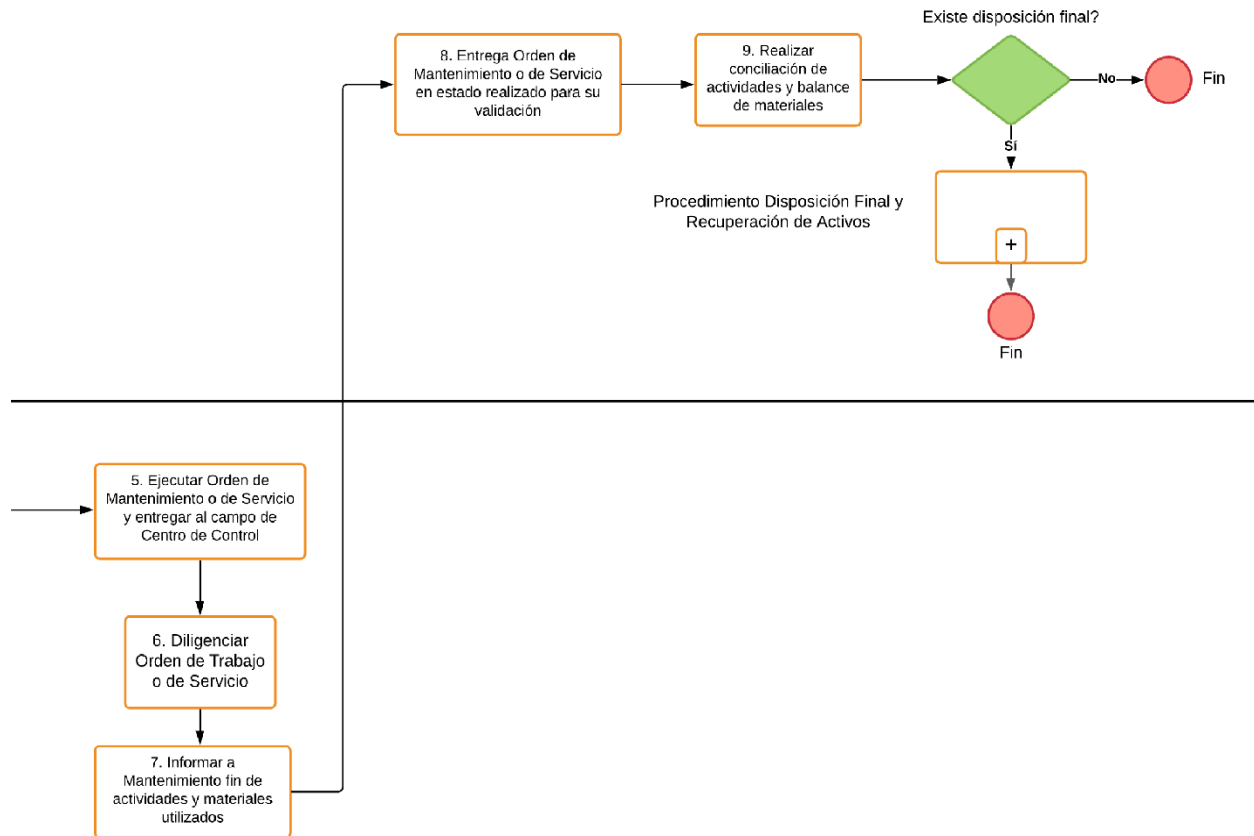 Existe disposición final?
8. Entrega Orden de
Mantenimiento o de Servicio
en estado realizado para su
validación
9. Realizar
conciliación de
actividades y balance
de materiales
No
Fin
Sí
Procedimiento Disposición Final y
Recuperación de Activos
+
Fin
5. Ejecutar Orden de
Mantenimiento o de Servicio
y entregar al campo de
Centro de Control
6. Diligenciar
Orden de Trabajo
o de Servicio
7. Informar a
Mantenimiento fin de
actividades y materiales
utilizados